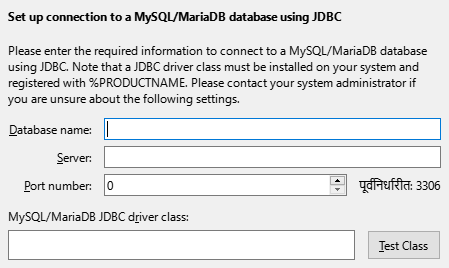 Set up connection to a MySQL/MariaDB database using JDBC
Please enter the required information to connect to a MySQL/MariaDB database
using JDBC. Note that a JDBC driver class must be installed on your system and
registered with %PRODUCTNAME. Please contact your system administrator if
you are unsure about the following settings.
Database name:
Server:
Port number: 0 पूर्वनिर्धारीत: 3306
MySQL/MariaDB JDBC driver class:
Test Class